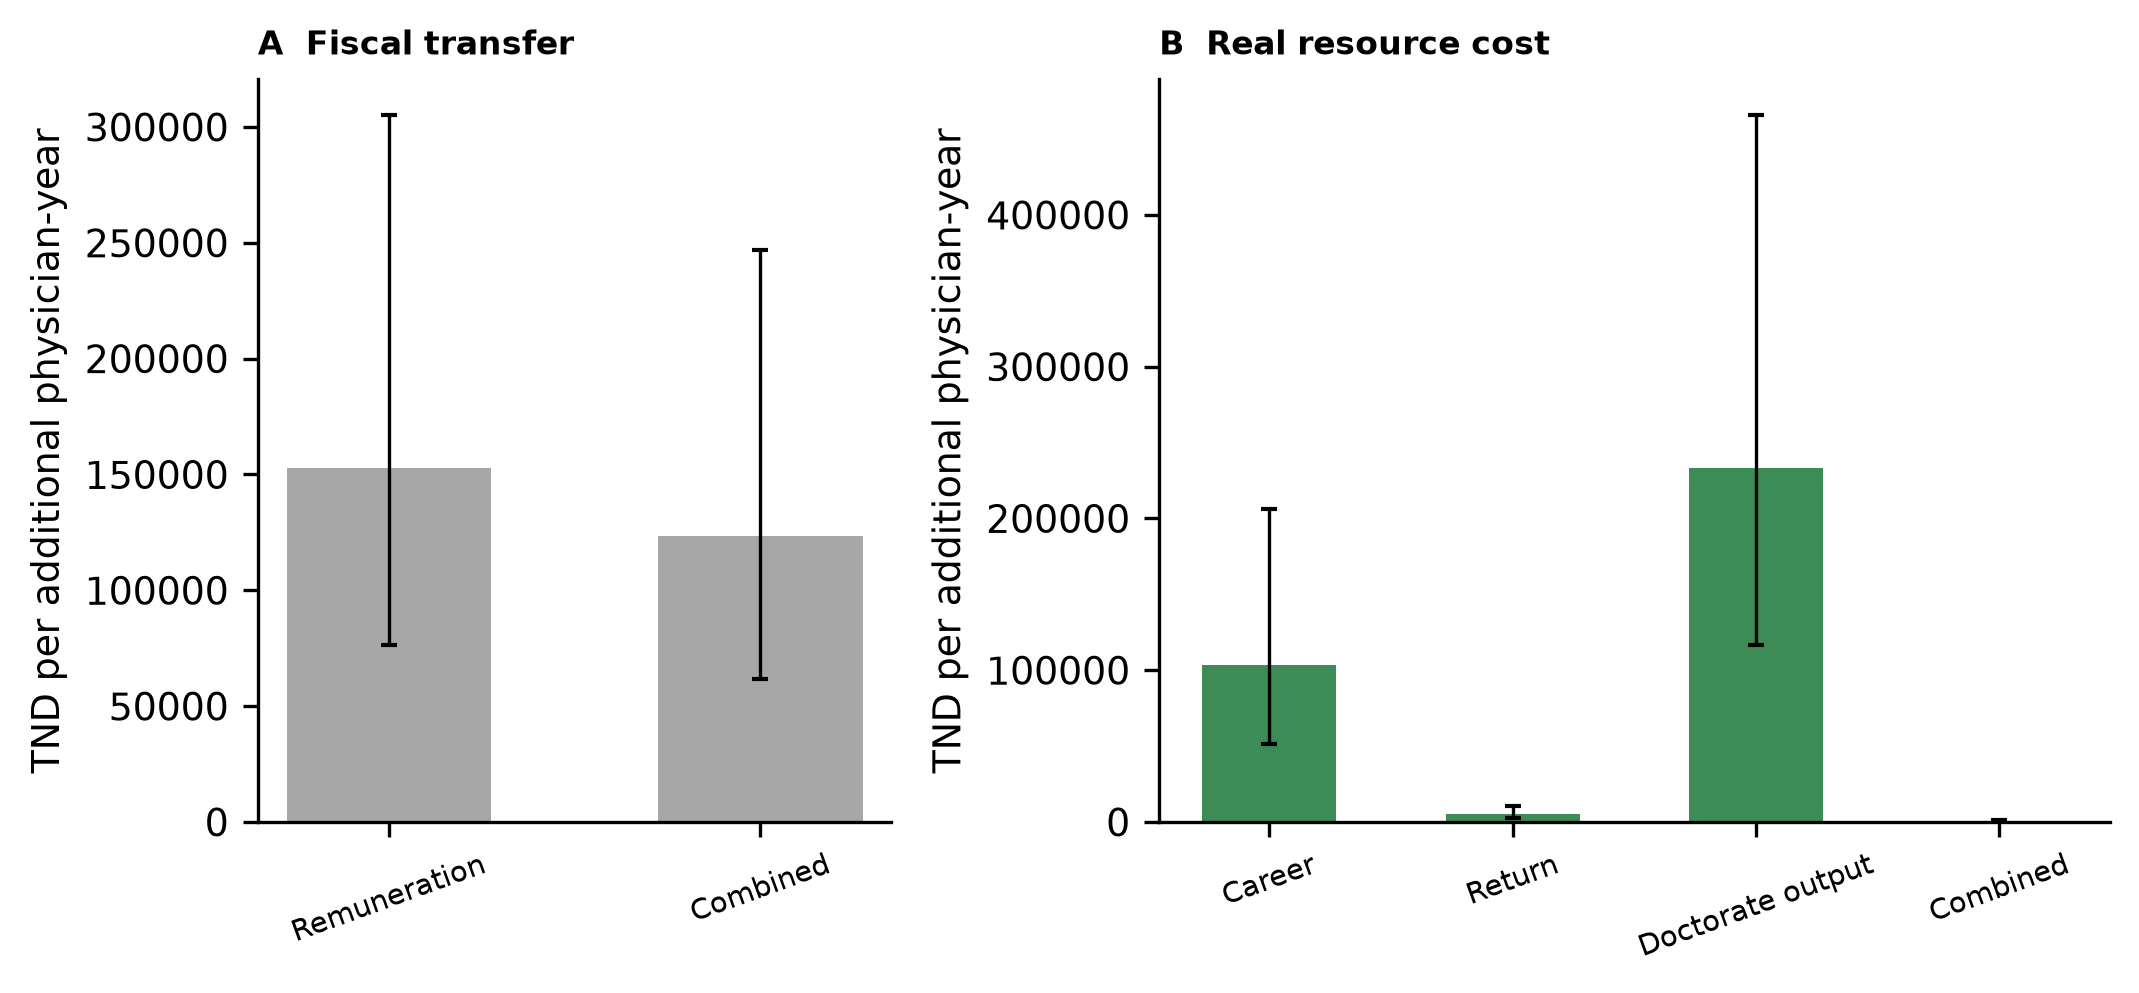 A  Fiscal transfer
TND per additional physician-year
300000
250000
200000
150000
100000
50000
0
Remuneration
Combined
B  Real resource cost
TND per additional physician-year
400000
300000
200000
100000
0
Career
Return
Doctorate output
Combined